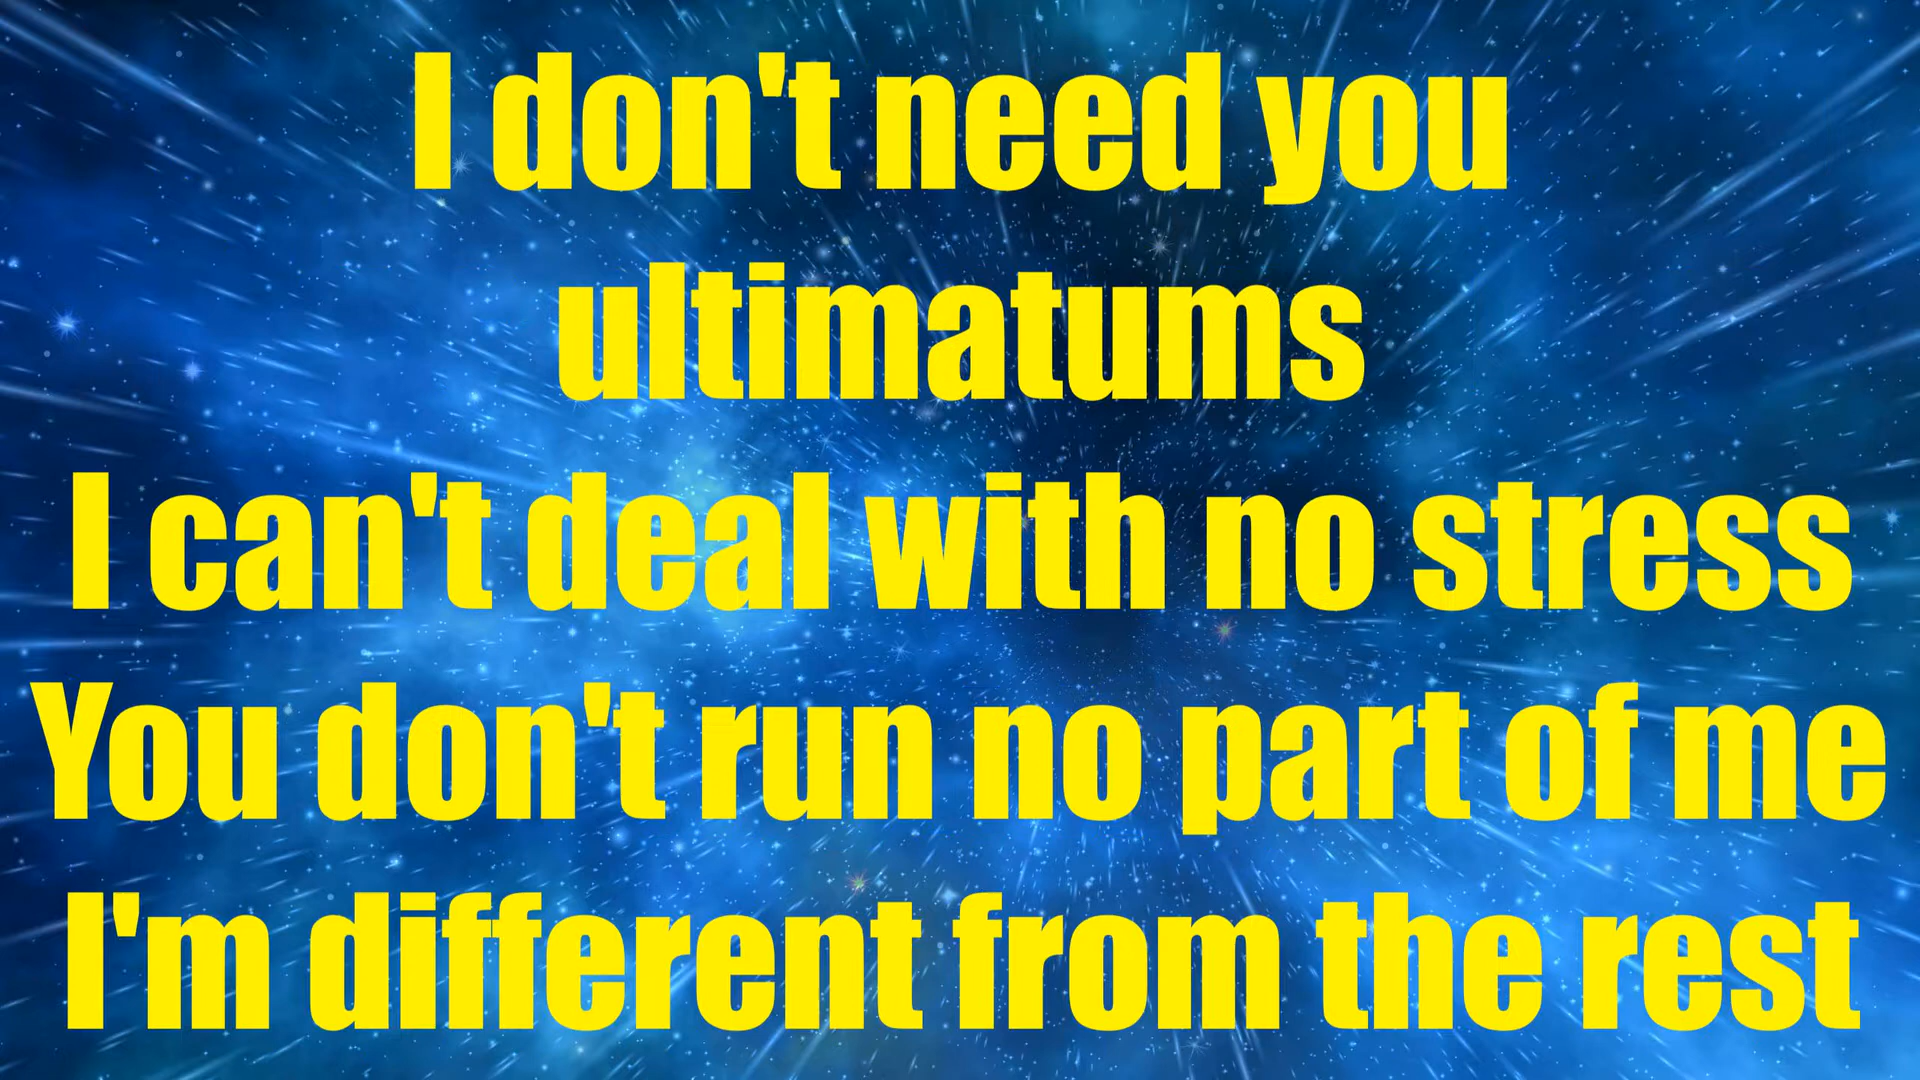 I don't need you
ultimatums
I can't deal with no stress
You don't run no part of me
I'm different from the rest